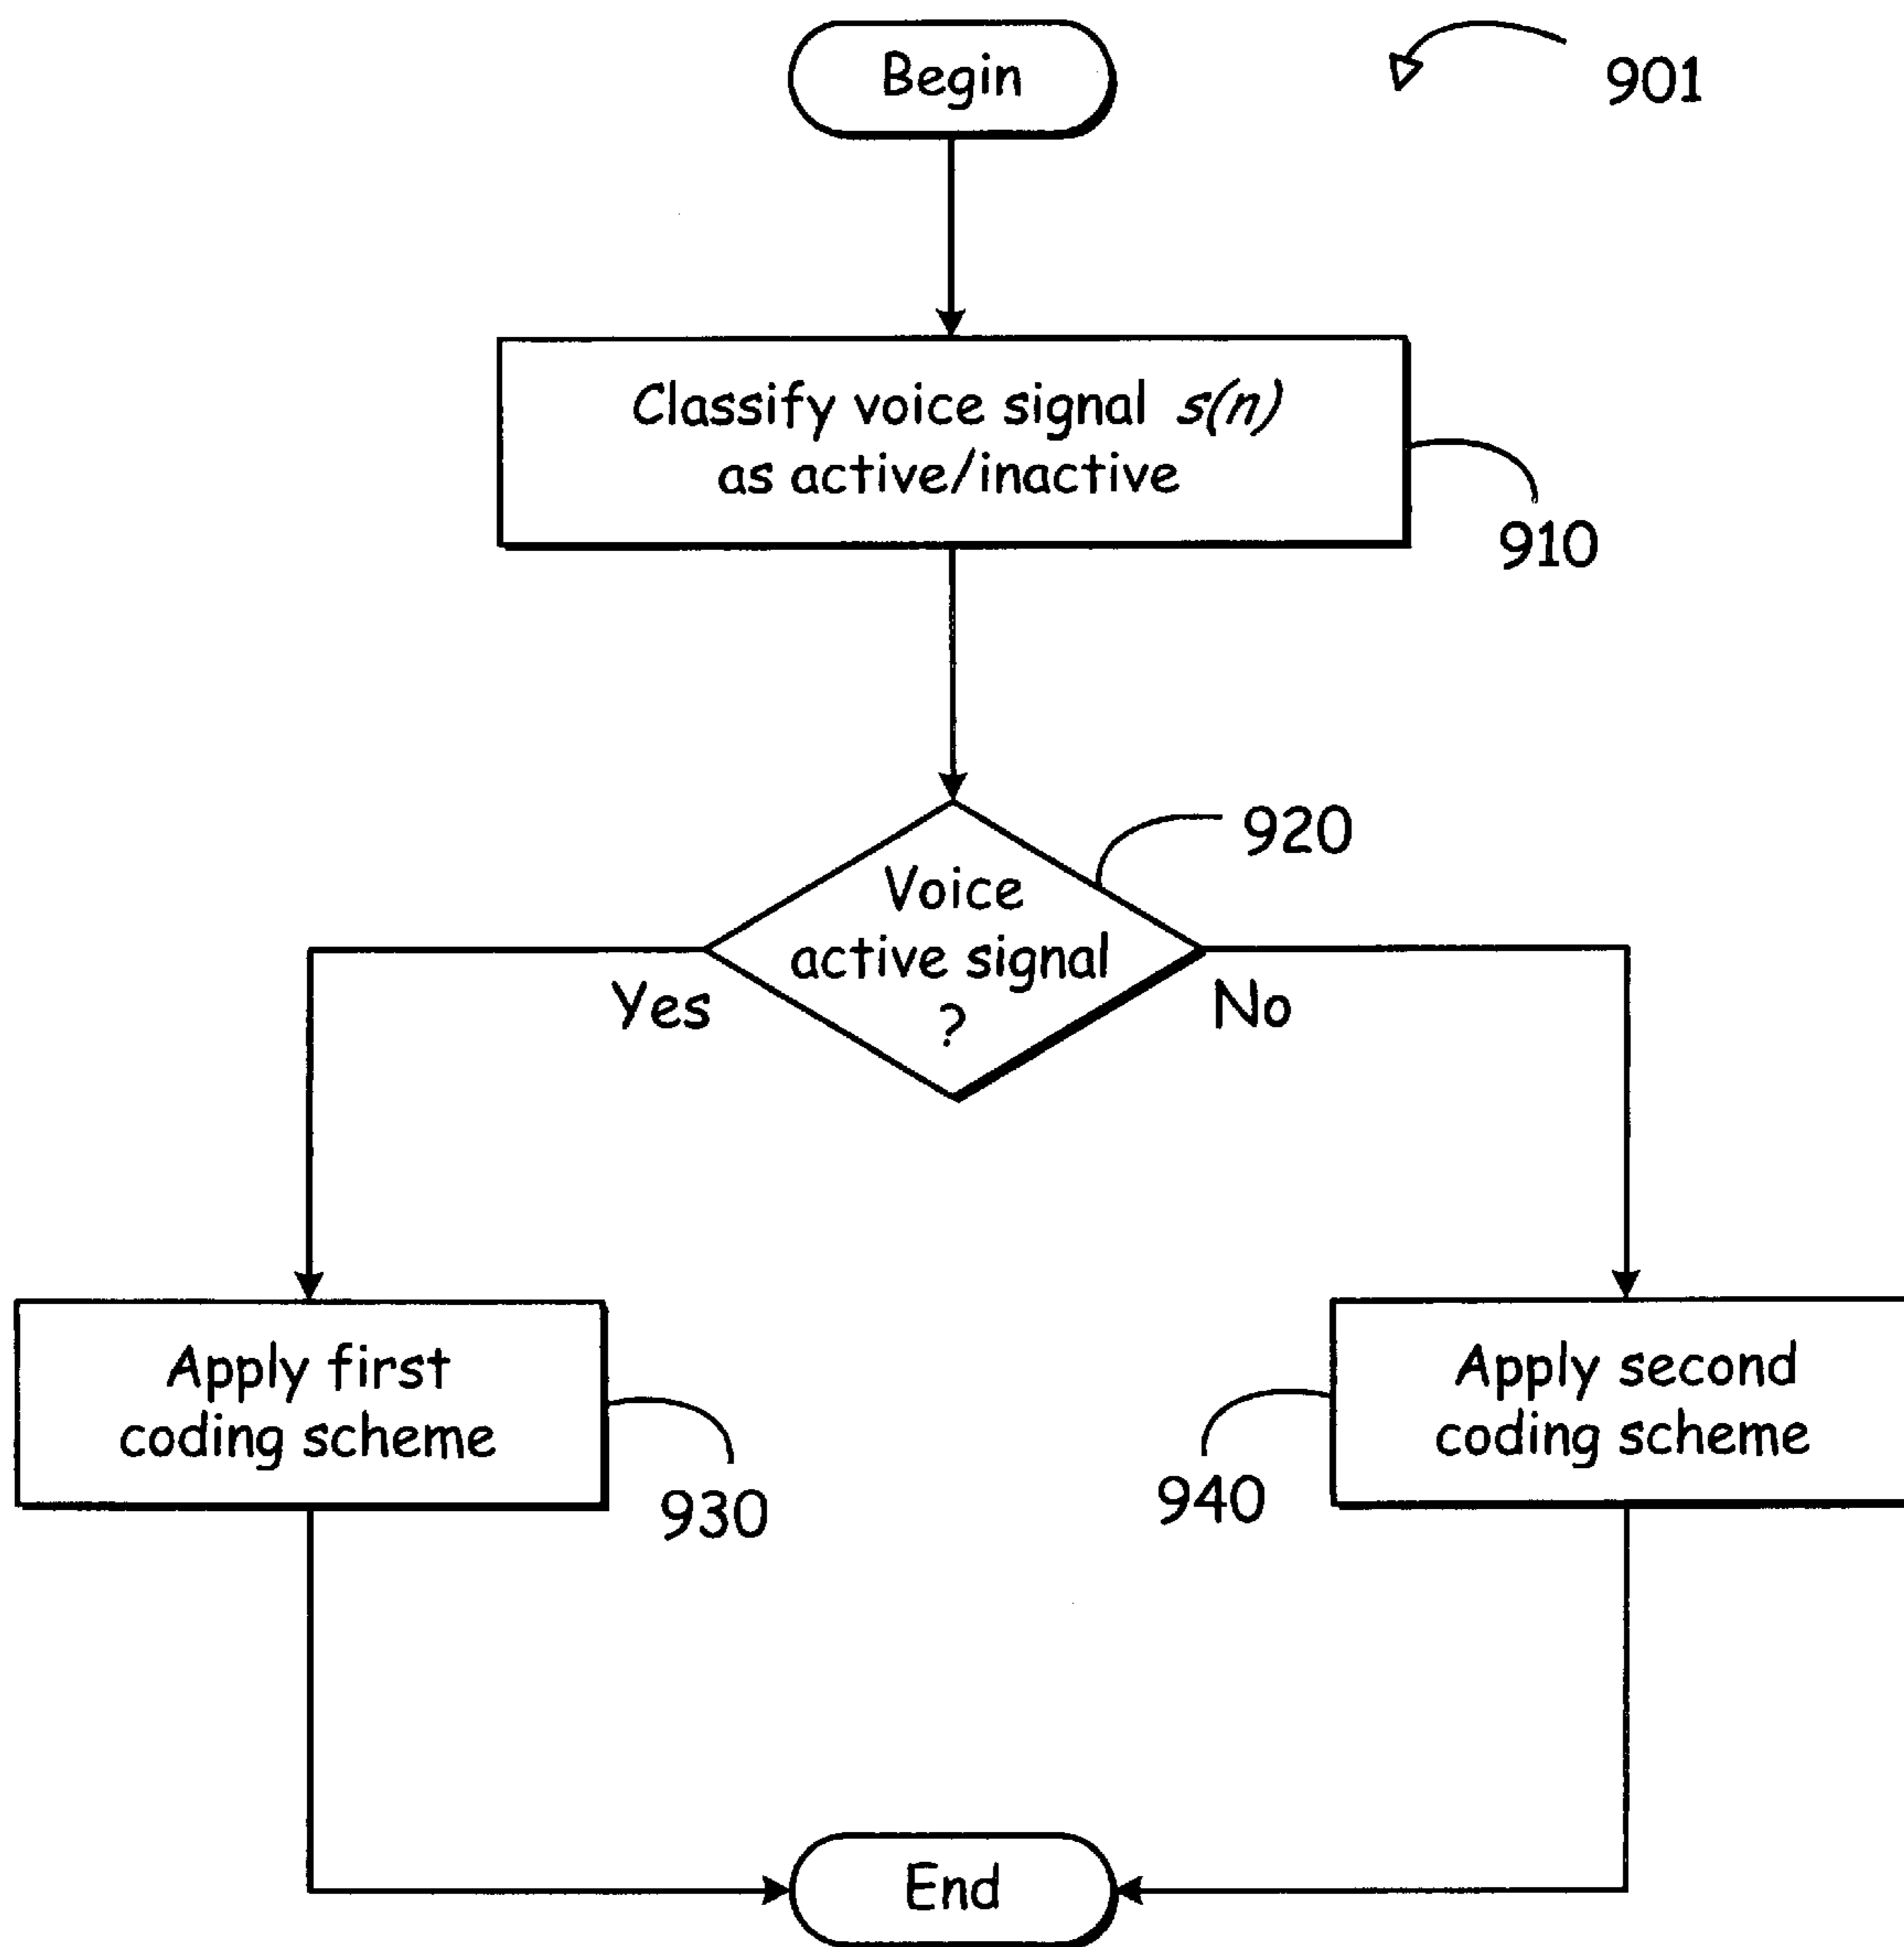 Begin
901
Classify voice signal s(n)
as active/inactive
910
920
Voice
active signal
?
Yes
No
Apply first
coding scheme
930
Apply second
coding scheme
940
End